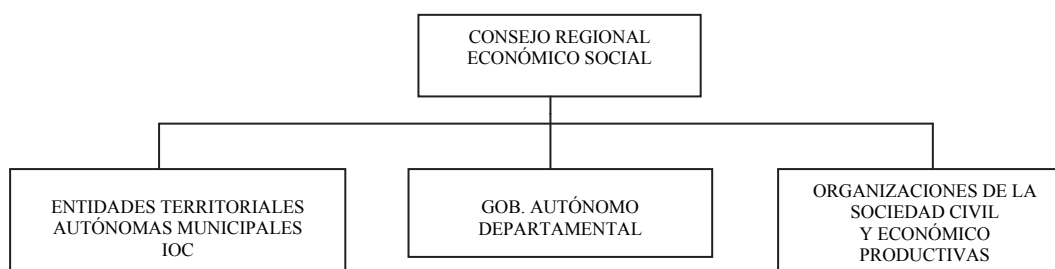 CONSEJO REGIONAL
ECONÓMICO SOCIAL
ENTIDADES TERRITORIALES
AUTÓNOMAS MUNICIPALES
IOC
GOB. AUTÓNOMO
DEPARTAMENTAL
ORGANIZACIONES DE LA
SOCIEDAD CIVIL
Y ECONÓMICO
PRODUCTIVAS